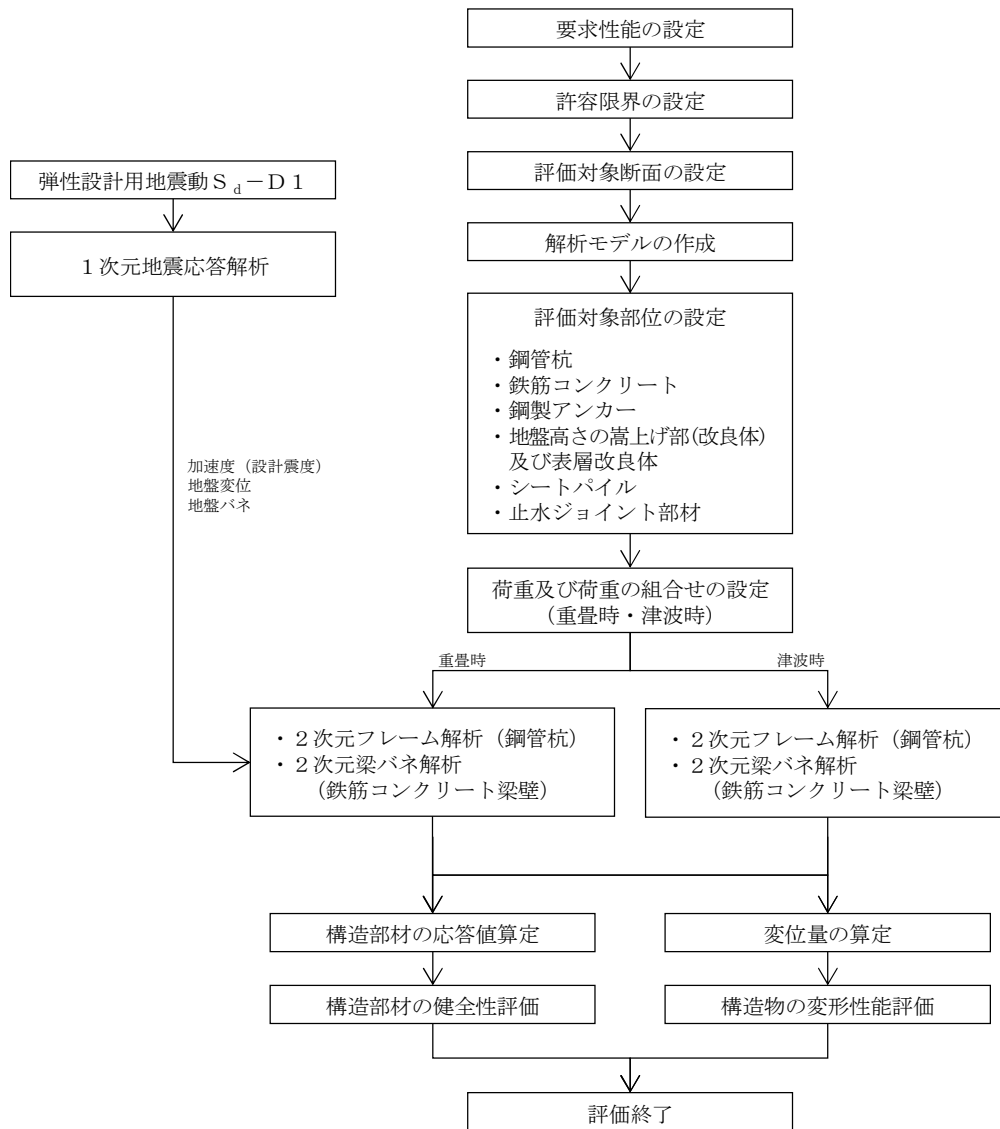 要求性能の設定
許容限界の設定
評価対象断面の設定
解析モデルの作成
弾性設計用地震動Ｓd－Ｄ１
１次元地震応答解析
評価対象部位の設定
・鋼管杭
・鉄筋コンクリート
・鋼製アンカー
・地盤高さの嵩上げ部(改良体)
及び表層改良体
・シートパイル
・止水ジョイント部材
加速度（設計震度）
地盤変位
地盤バネ
荷重及び荷重の組合せの設定
（重畳時・津波時）
重畳時
津波時
・２次元フレーム解析（鋼管杭）
・２次元梁バネ解析
（鉄筋コンクリート梁壁）
・２次元フレーム解析（鋼管杭）
・２次元梁バネ解析
（鉄筋コンクリート梁壁）
構造部材の応答値算定
変位量の算定
構造部材の健全性評価
構造物の変形性能評価
評価終了